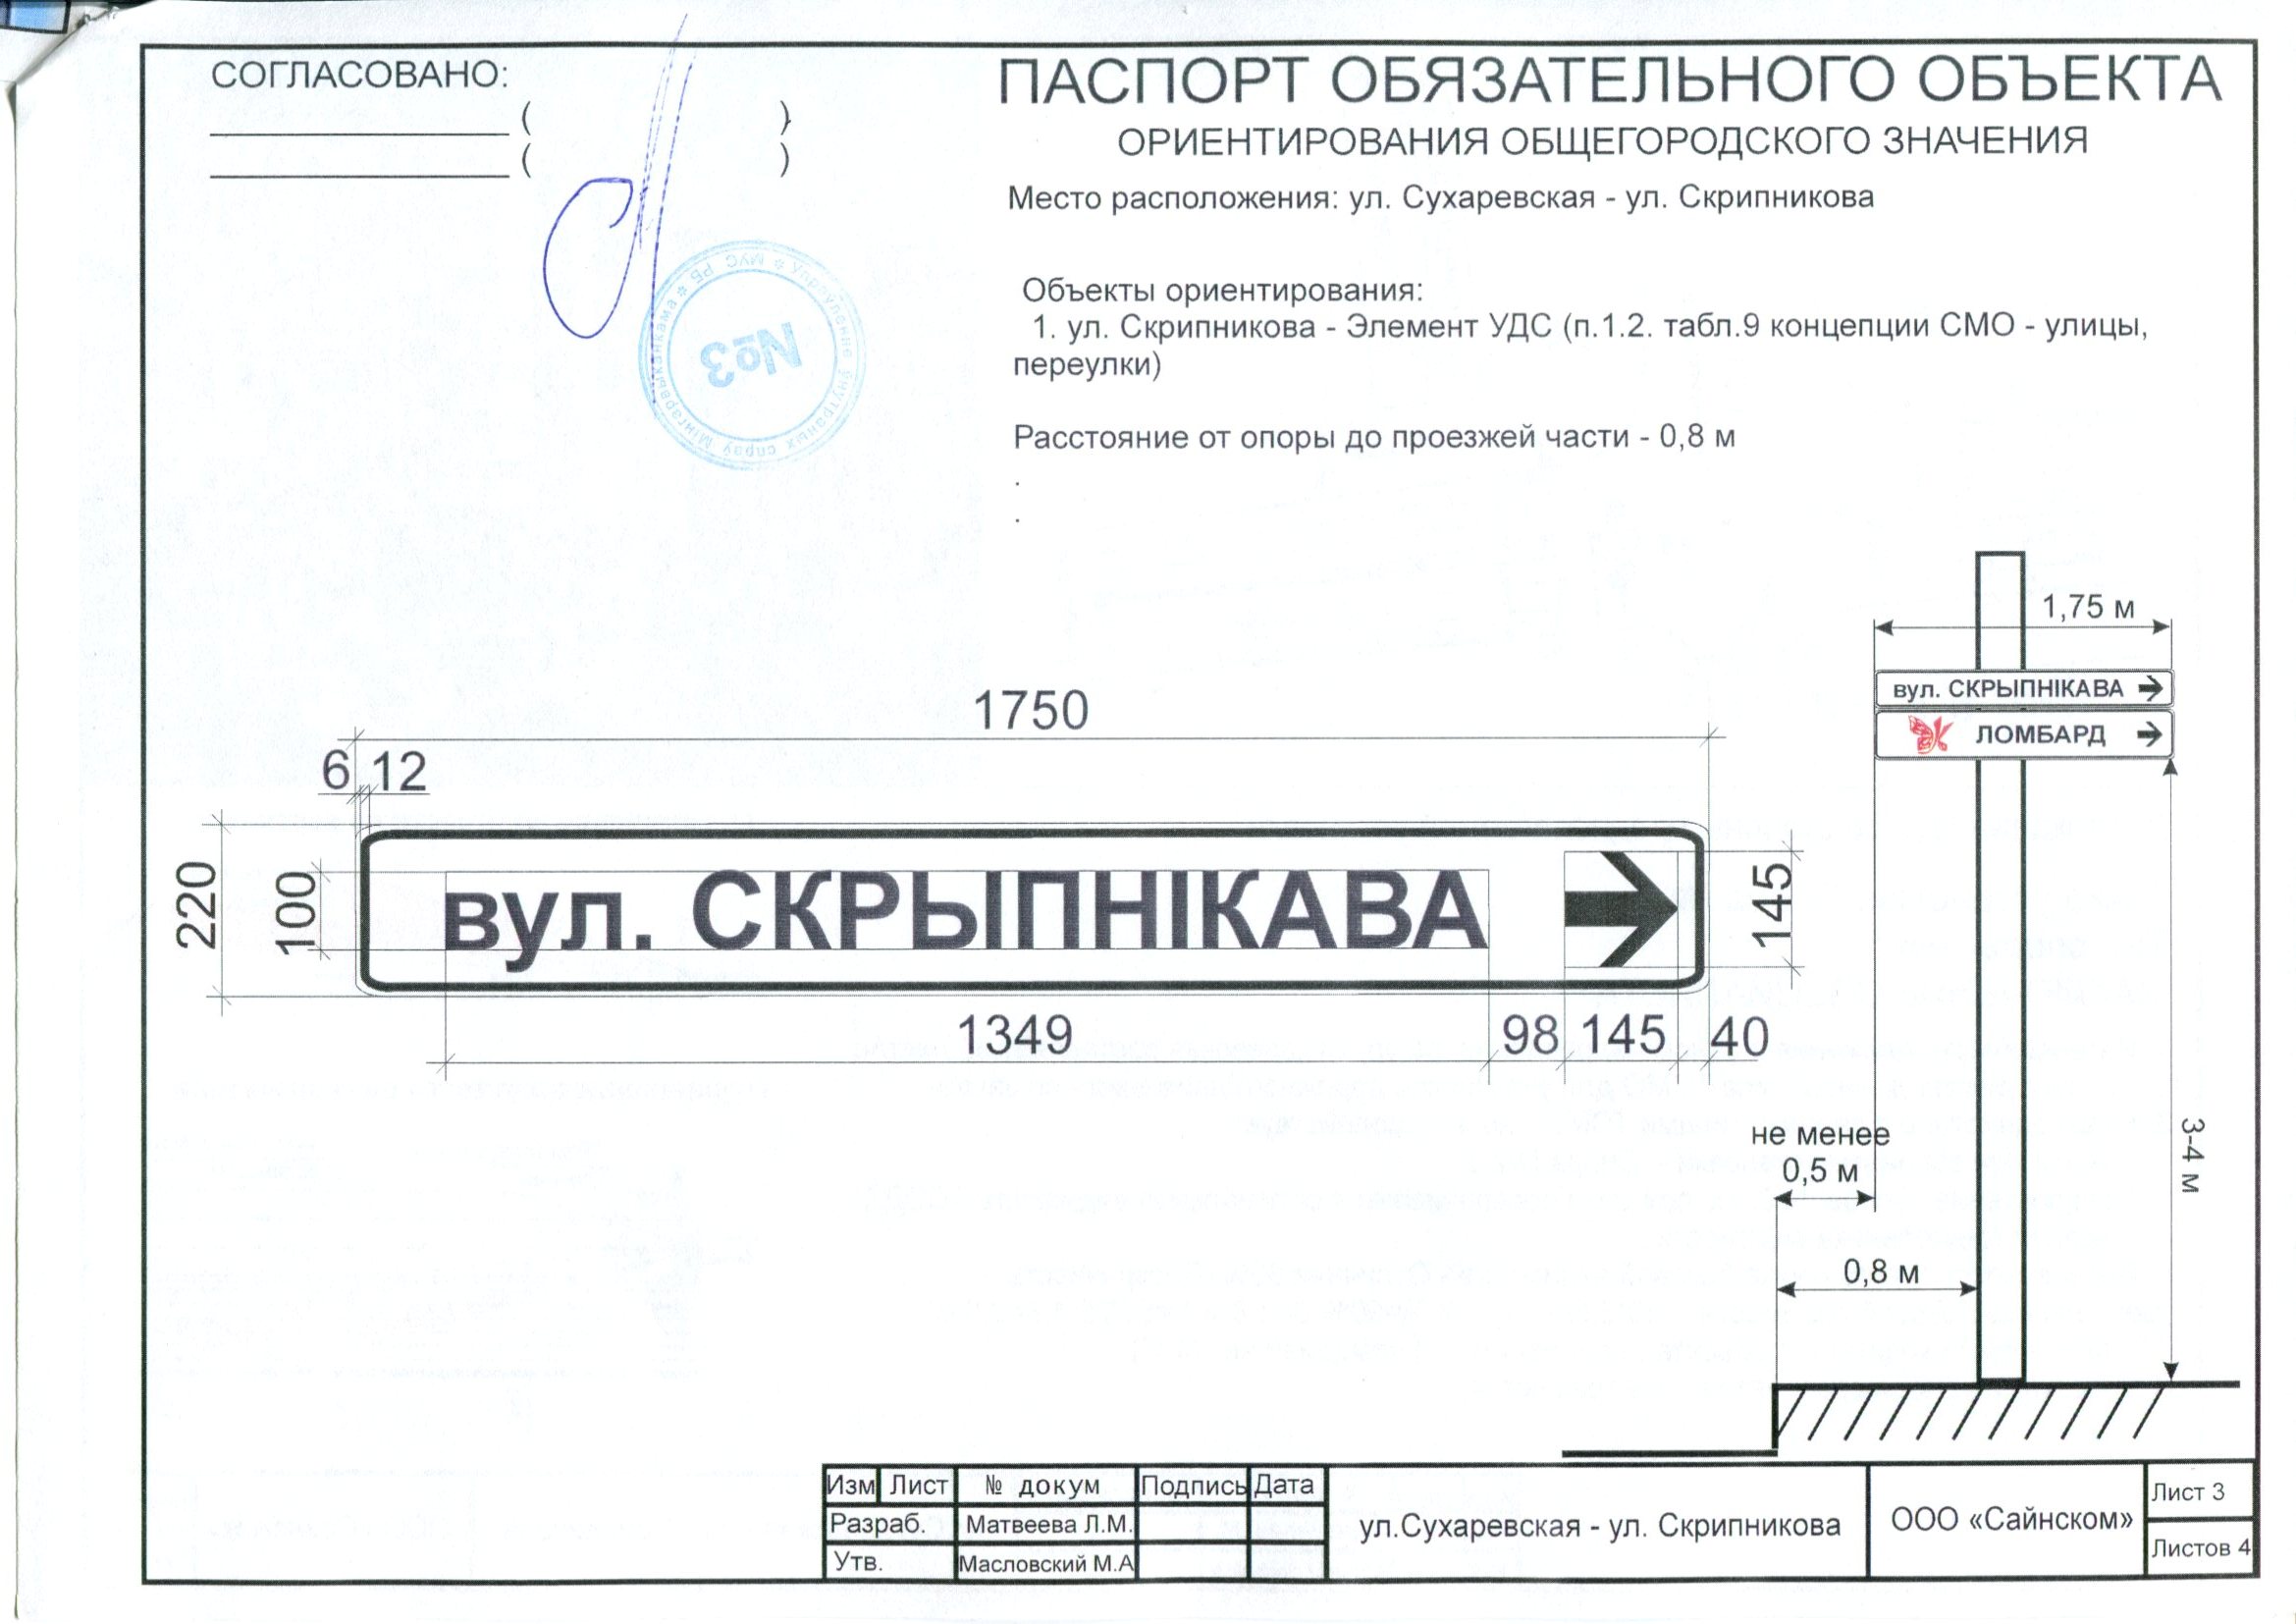 СОГЛАСОВАНО:
( )
( )
ПАСПОРТ ОБЯЗАТЕЛЬНОГО ОБЪЕКТА
ОРИЕНТИРОВАНИЯ ОБЩЕГОРОДСКОГО ЗНАЧЕНИЯ
Место расположения: ул. Сухаревская - ул. Скрипникова
Объекты ориентирования:
1. ул. Скрипникова - Элемент УДС (п.1.2. табл.9 концепции СМО - улицы,
переулки)
Расстояние от опоры до проезжей части - 0,8 м
.
.
Упраўленне ўнутраных спраў Мінгарвыканкама * МУС РБ *
№3
1,75 м
вул. СКРЫПНІКАВА
ЛОМБАРД
1750
6 12
220
100
вул. СКРЫПНІКАВА
145
1349 98 145 40
не менее
0,5 м
3-4 м
0,8 м
Изм Лист № докум Подпись Дата
Разраб. Матвеева Л.М.
Утв. Масловский М.А
ул.Сухаревская - ул. Скрипникова
ООО «Сайнском»
Лист 3
Листов 4